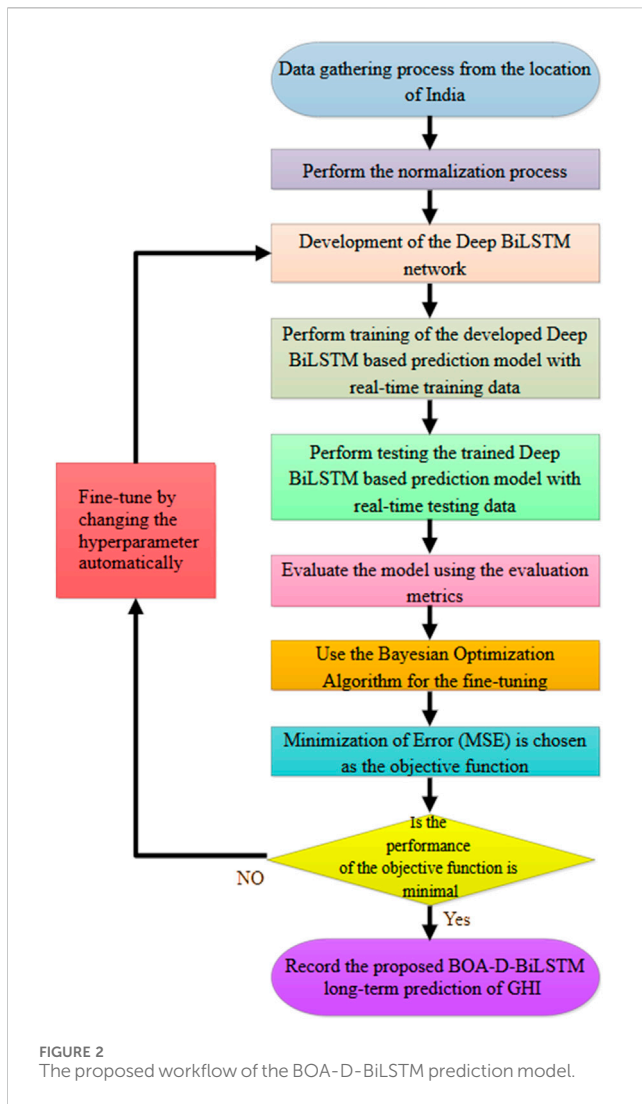 Data gathering process from the location
of India
Perform the normalization process
Development of the Deep BiLSTM
network
Perform training of the developed Deep
BiLSTM based prediction model with
real-time training data
Perform testing the trained Deep
BiLSTM based prediction model with
real-time testing data
Fine-tune by
changing the
hyperparameter
automatically
Evaluate the model using the evaluation
metrics
Use the Bayesian Optimization
Algorithm for the fine-tuning
Minimization of Error (MSE) is chosen
as the objective function
Is the
performance
of the objective function is
minimal
NO
Yes
Record the proposed BOA-D-BiLSTM
long-term prediction of GHI
FIGURE 2
The proposed workflow of the BOA-D-BiLSTM prediction model.